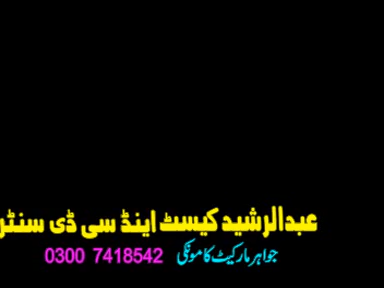 عبدالرشید کیسٹ اینڈ سی ڈی سنٹر
جواہر مارکیٹ کامونکی 0300 7418542